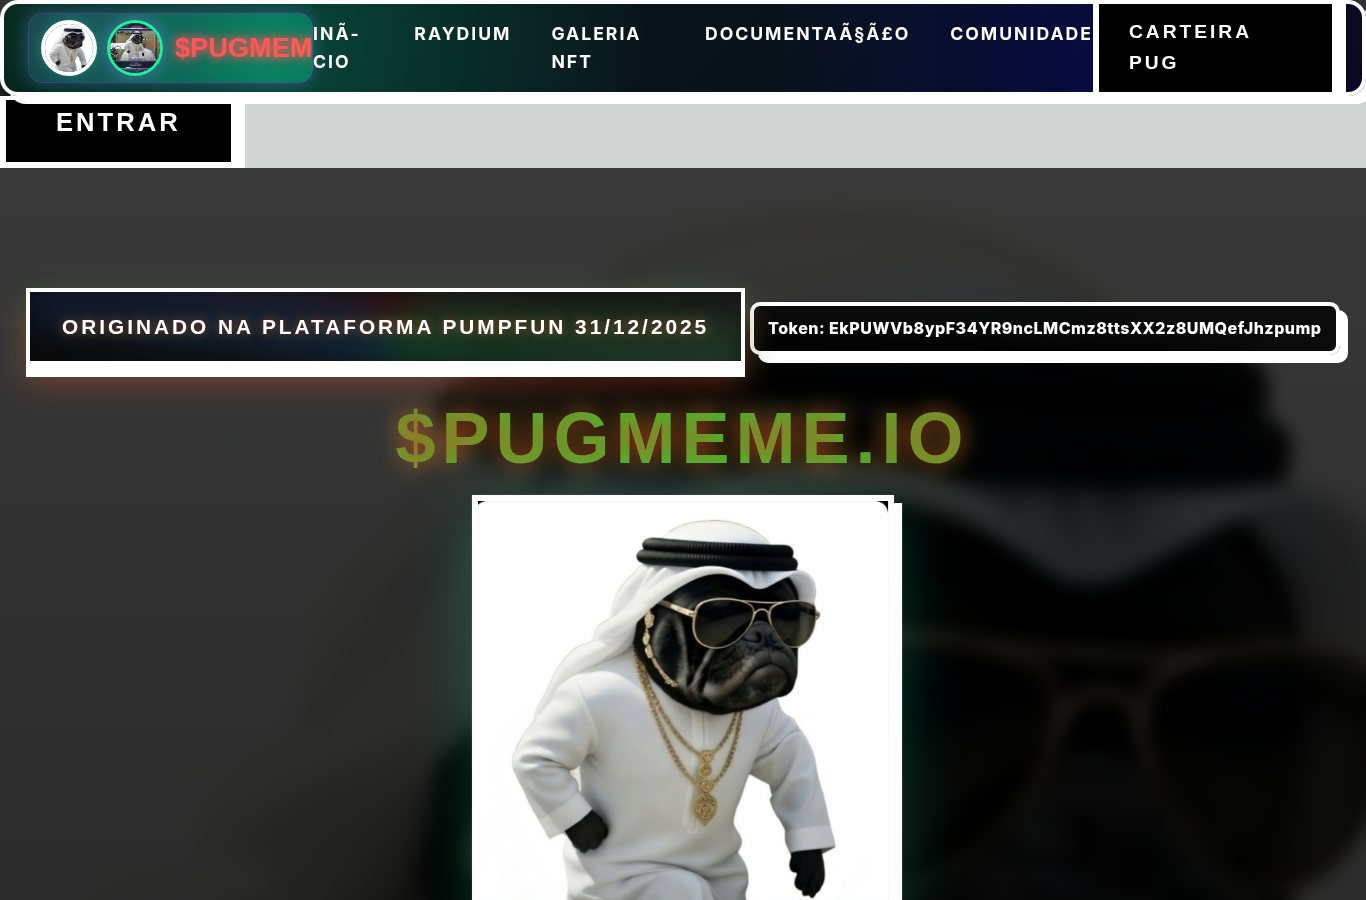 $PUGMEM
INÃ-
CIO
RAYDIUM
GALERIA
NFT
DOCUMENTAÃ§Ã£O
COMUNIDADE
CARTEIRA
PUG
ENTRAR
ORIGINADO NA PLATAFORMA PUMPFUN 31/12/2025
Token: EkPUWVb8ypF34YR9ncLMCmz8ttsXX2z8UMQefJhzpump
$PUGMEME.IO